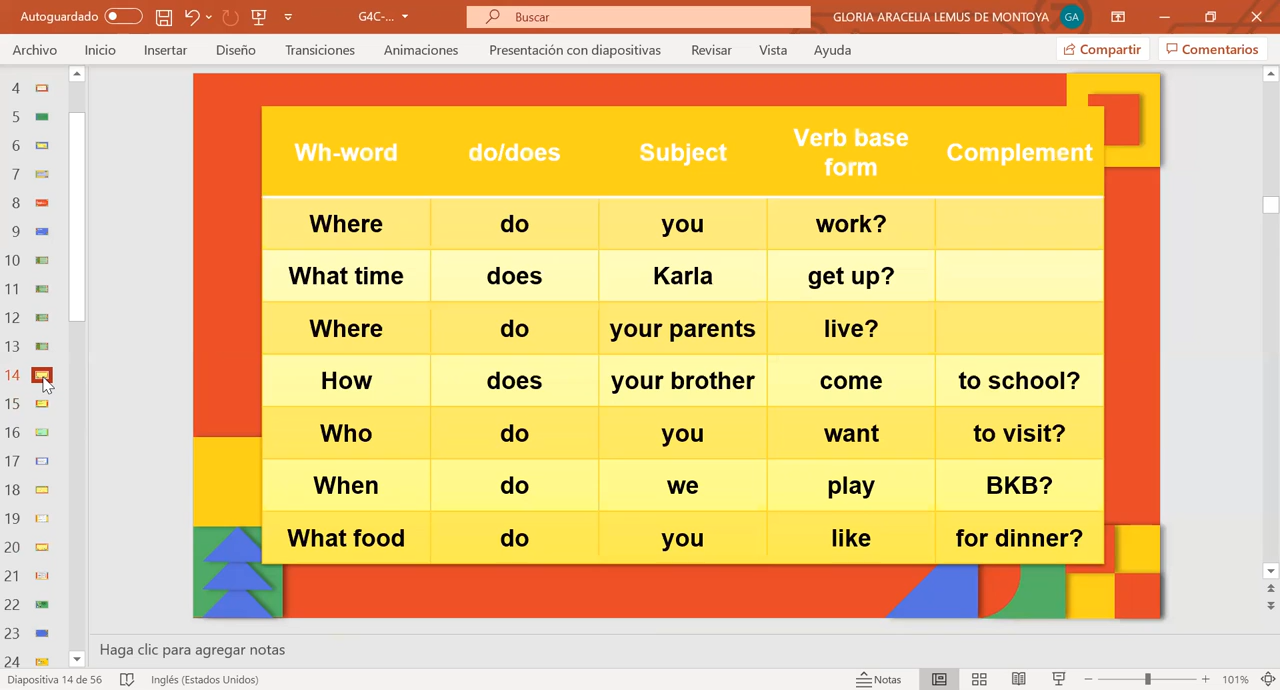 Autoguardado
G4C-...
Buscar
GLORIA ARACELIA LEMUS DE MONTOYA
GA
Archivo Inicio Insertar Diseño Transiciones Animaciones Presentación con diapositivas Revisar Vista Ayuda
Compartir
Comentarios
4
5
6
7
8
9
10
11
12
13
14
15
16
17
18
19
20
21
22
23
24
Wh-word do/does Subject Verb base form Complement
Where do you work?
What time does Karla get up?
Where do your parents live?
How does your brother come to school?
Who do you want to visit?
When do we play BKB?
What food do you like for dinner?
Haga clic para agregar notas
Diapositiva 14 de 56
Inglés (Estados Unidos)
Notas
101%